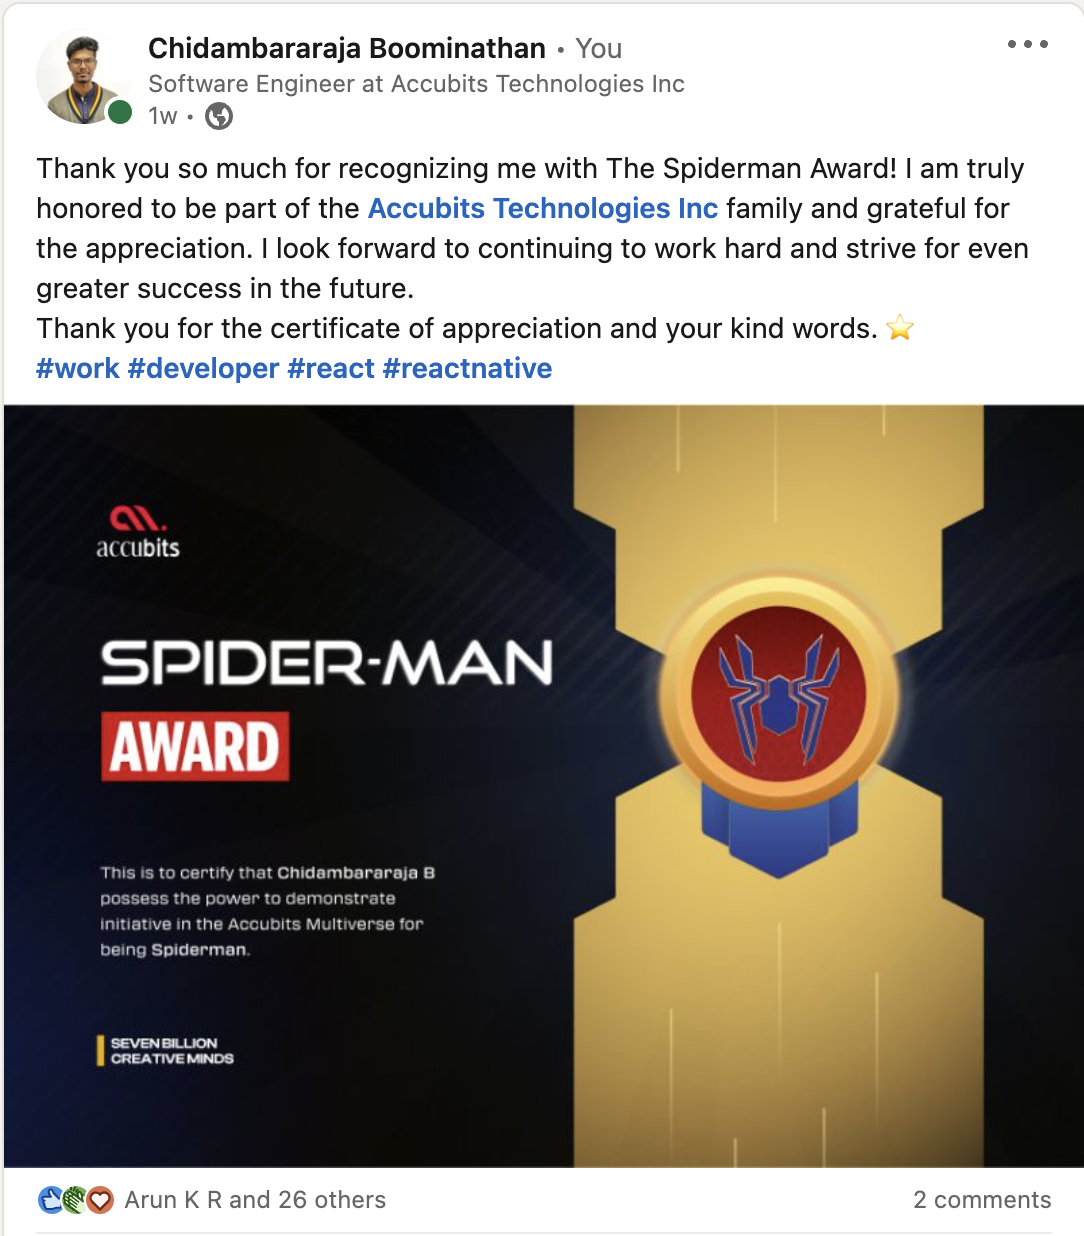 Chidambararaja Boominathan • You
Software Engineer at Accubits Technologies Inc
1w •
Thank you so much for recognizing me with The Spiderman Award! I am truly
honored to be part of the Accubits Technologies Inc family and grateful for
the appreciation. I look forward to continuing to work hard and strive for even
greater success in the future.
Thank you for the certificate of appreciation and your kind words. ⭐
#work #developer #react #reactnative
accubits
SPIDER-MAN
AWARD
This is to certify that Chidambararaja B
possess the power to demonstrate
initiative in the Accubits Multiverse for
being Spiderman.
SEVEN BILLION
CREATIVE MINDS
Arun K R and 26 others
2 comments